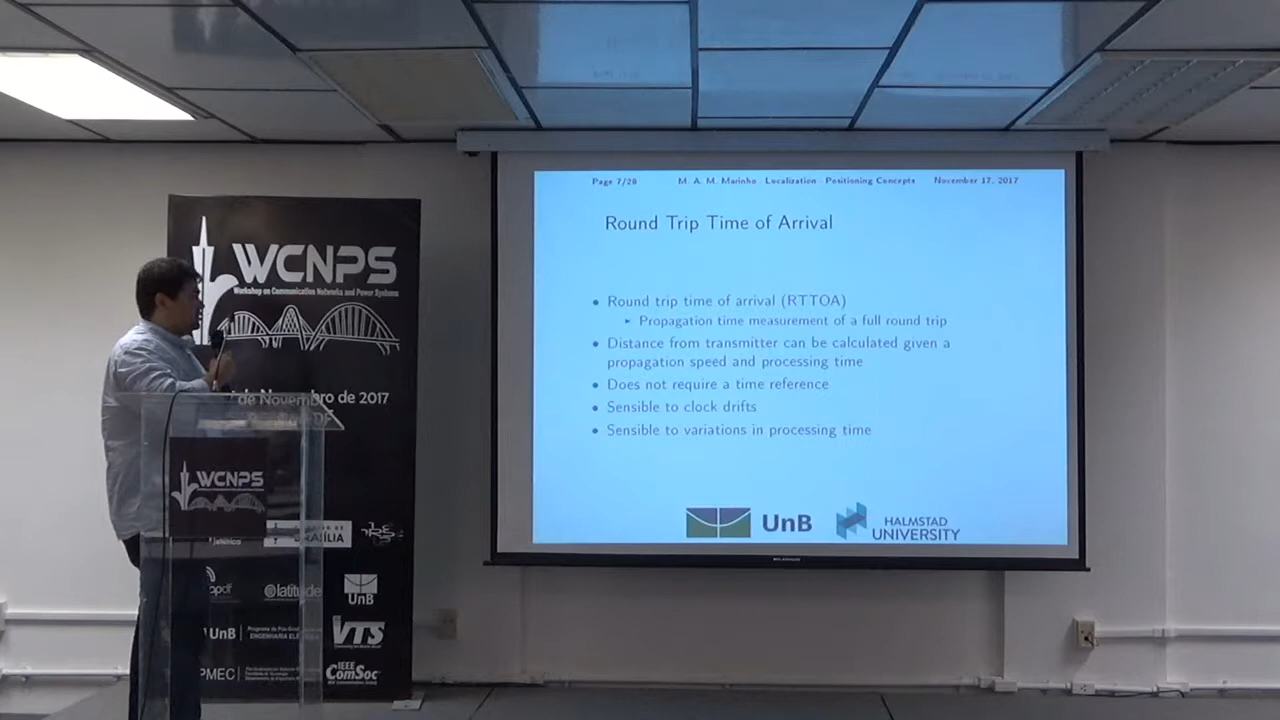 Page 7/28 M. A. M. Marinho - Localization - Positioning Concepts November 17, 2017
Round Trip Time of Arrival
• Round trip time of arrival (RTTOA)
▸ Propagation time measurement of a full round trip
• Distance from transmitter can be calculated given a
propagation speed and processing time
• Does not require a time reference
• Sensible to clock drifts
• Sensible to variations in processing time
UnB
HALMSTAD
UNIVERSITY
WCNPS
Workshop on Communication Networks and Power Systems
de Novembro de 2017
WCNPS
latitude
UnB
UnB
ENGENHARIA
VTS
PMEC
IEEE
ComSoc